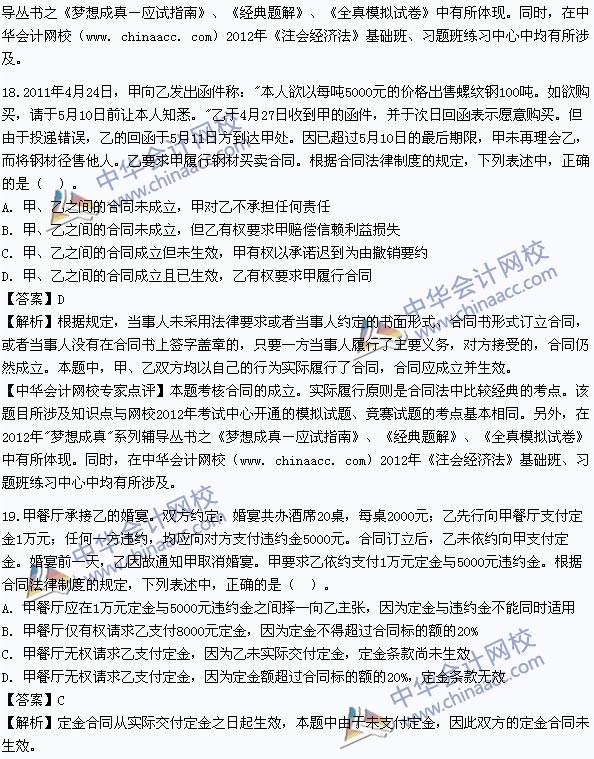 导丛书之《梦想成真—应试指南》、《经典题解》、《全真模拟试卷》中有所体现。同时，在中
华会计网校（www. chinaacc. com）2012年《注会经济法》基础班、习题班练习中心中均有所涉
及。
18.2011年4月24日，甲向乙发出函件称：“本人欲以每吨5000元的价格出售螺纹钢100吨。如欲购
买，请于5月10日前让本人知悉。”乙于4月27日收到甲的函件，并于次日回函表示愿意购买。但
由于投递错误，乙的回函于5月11日方到达甲处。因已超过5月10日的最后期限，甲未再理会乙，
而将钢材径售他人。乙要求甲履行钢材买卖合同。根据合同法律制度的规定，下列表述中，正确
的是（　）。
A. 甲、乙之间的合同未成立，甲对乙不承担任何责任
B. 甲、乙之间的合同未成立，但乙有权要求甲赔偿信赖利益损失
C. 甲、乙之间的合同成立但未生效，甲有权以承诺迟到为由撤销要约
D. 甲、乙之间的合同成立且已生效，乙有权要求甲履行合同
【答案】D
【解析】根据规定，当事人未采用法律要求或者当事人约定的书面形式、合同书形式订立合同，
或者当事人没有在合同书上签字盖章的，只要一方当事人履行了主要义务，对方接受的，合同仍
然成立。本题中，甲、乙双方均以自己的行为实际履行了合同，合同应成立并生效。
【中华会计网校专家点评】本题考核合同的成立。实际履行原则是合同法中比较经典的考点。该
题目所涉及知识点与网校2012年考试中心开通的模拟试题、竞赛试题的考点基本相同。另外，在
2012年“梦想成真”系列辅导丛书之《梦想成真—应试指南》、《经典题解》、《全真模拟试卷》
中有所体现。同时，在中华会计网校（www. chinaacc. com）2012年《注会经济法》基础班、习
题班练习中心中均有所涉及。
19.甲餐厅承接乙的婚宴。双方约定：婚宴共办酒席20桌，每桌2000元；乙先行向甲餐厅支付定
金1万元；任何一方违约，均应向对方支付违约金5000元。合同订立后，乙未依约向甲支付定
金。婚宴前一天，乙因故通知甲取消婚宴。甲要求乙依约支付1万元定金与5000元违约金。根据
合同法律制度的规定，下列表述中，正确的是（　）。
A. 甲餐厅应在1万元定金与5000元违约金之间择一向乙主张，因为定金与违约金不能同时适用
B. 甲餐厅仅有权请求乙支付8000元定金，因为定金不得超过合同标的额的20%
C. 甲餐厅无权请求乙支付定金，因为乙未实际交付定金，定金条款尚未生效
D. 甲餐厅无权请求乙支付定金，因为定金额超过合同标的额的20%，定金条款无效
【答案】C
【解析】定金合同从实际交付定金之日起生效，本题中由于未支付定金，因此双方的定金合同未
生效。
中华会计网校
www.chinaacc.com
中华会计网校
www.chinaacc.com
中华会计网校
www.chinaacc.com
中华会计网校
www.chinaacc.com